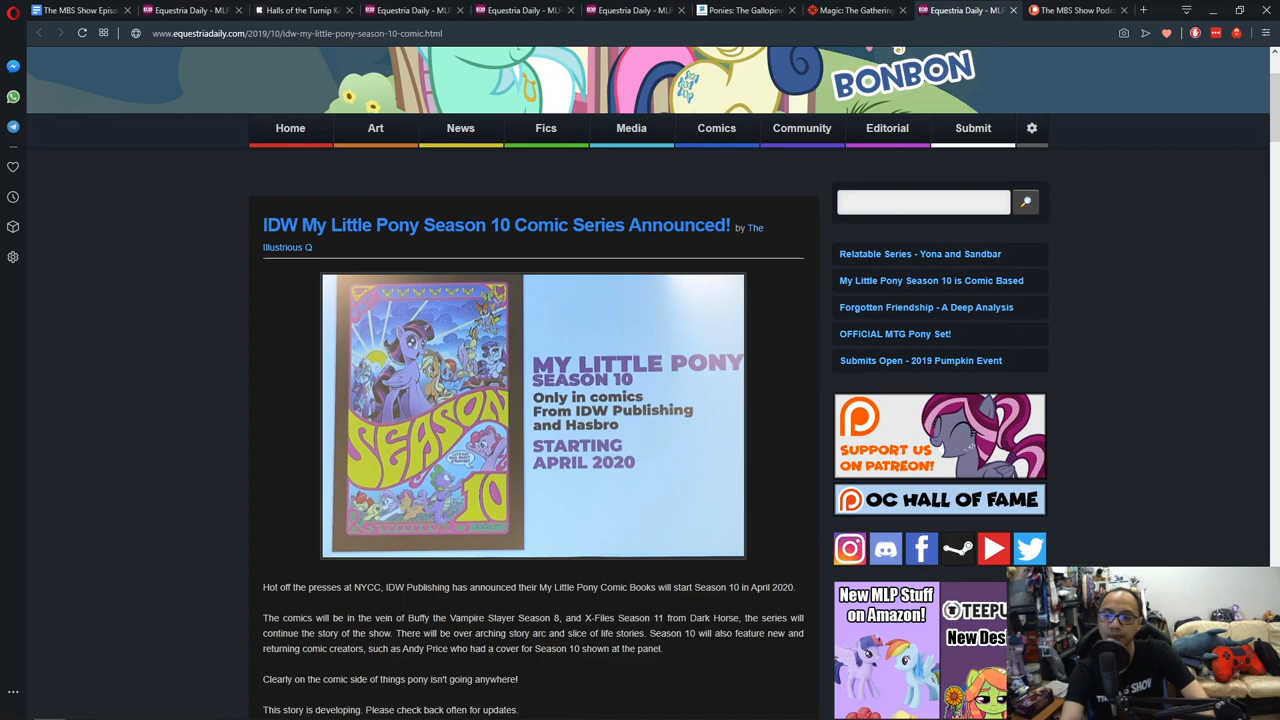 The MBS Show Episo
Equestria Daily - MLP
Halls of the Turnip Ki
Equestria Daily - MLP
Equestria Daily - MLP
Equestria Daily - MLP
Ponies: The Galloping
Magic: The Gathering
Equestria Daily - MLP
The MBS Show Podca
www.equestriadaily.com/2019/10/idw-my-little-pony-season-10-comic.html
BONBON
Home
Art
News
Fics
Media
Comics
Community
Editorial
Submit
IDW My Little Pony Season 10 Comic Series Announced! by The
Illustrious Q
SEASON
10
MY LITTLE PONY
SEASON 10
Only in comics
From IDW Publishing
and Hasbro
STARTING
APRIL 2020
Hot off the presses at NYCC, IDW Publishing has announced their My Little Pony Comic Books will start Season 10 in April 2020.
The comics will be in the vein of Buffy the Vampire Slayer Season 8, and X-Files Season 11 from Dark Horse, the series will
continue the story of the show. There will be over arching story arc and slice of life stories. Season 10 will also feature new and
returning comic creators, such as Andy Price who had a cover for Season 10 shown at the panel.
Clearly on the comic side of things pony isn't going anywhere!
This story is developing. Please check back often for updates.
Relatable Series - Yona and Sandbar
My Little Pony Season 10 is Comic Based
Forgotten Friendship - A Deep Analysis
OFFICIAL MTG Pony Set!
Submits Open - 2019 Pumpkin Event
SUPPORT US
ON PATREON!
OC HALL OF FAME
New MLP Stuff
on Amazon!
TEEPU
New Des
THE MBS SHOW